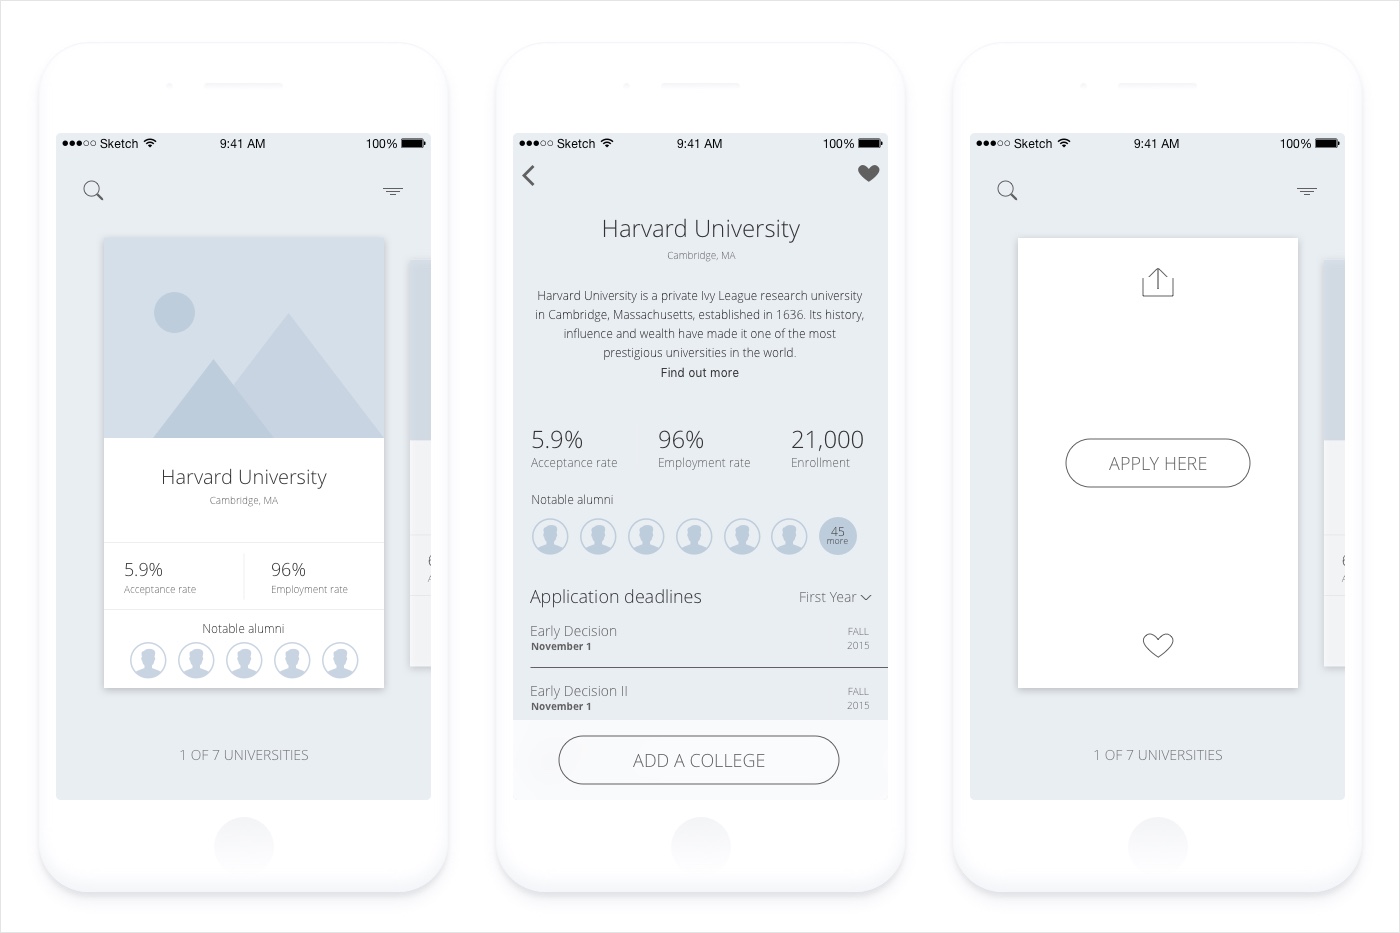 Sketch 9:41 AM 100%
Harvard University
Cambridge, MA
5.9% 96%
Acceptance rate Employment rate
Notable alumni
1 OF 7 UNIVERSITIES
Sketch 9:41 AM 100%
Harvard University
Cambridge, MA
Harvard University is a private Ivy League research university
in Cambridge, Massachusetts, established in 1636. Its history,
influence and wealth have made it one of the most
prestigious universities in the world.
Find out more
5.9% 96% 21,000
Acceptance rate Employment rate Enrollment
Notable alumni
45
more
Application deadlines First Year
Early Decision FALL
November 1 2015
Early Decision II FALL
November 1 2015
ADD A COLLEGE
Sketch 9:41 AM 100%
APPLY HERE
1 OF 7 UNIVERSITIES